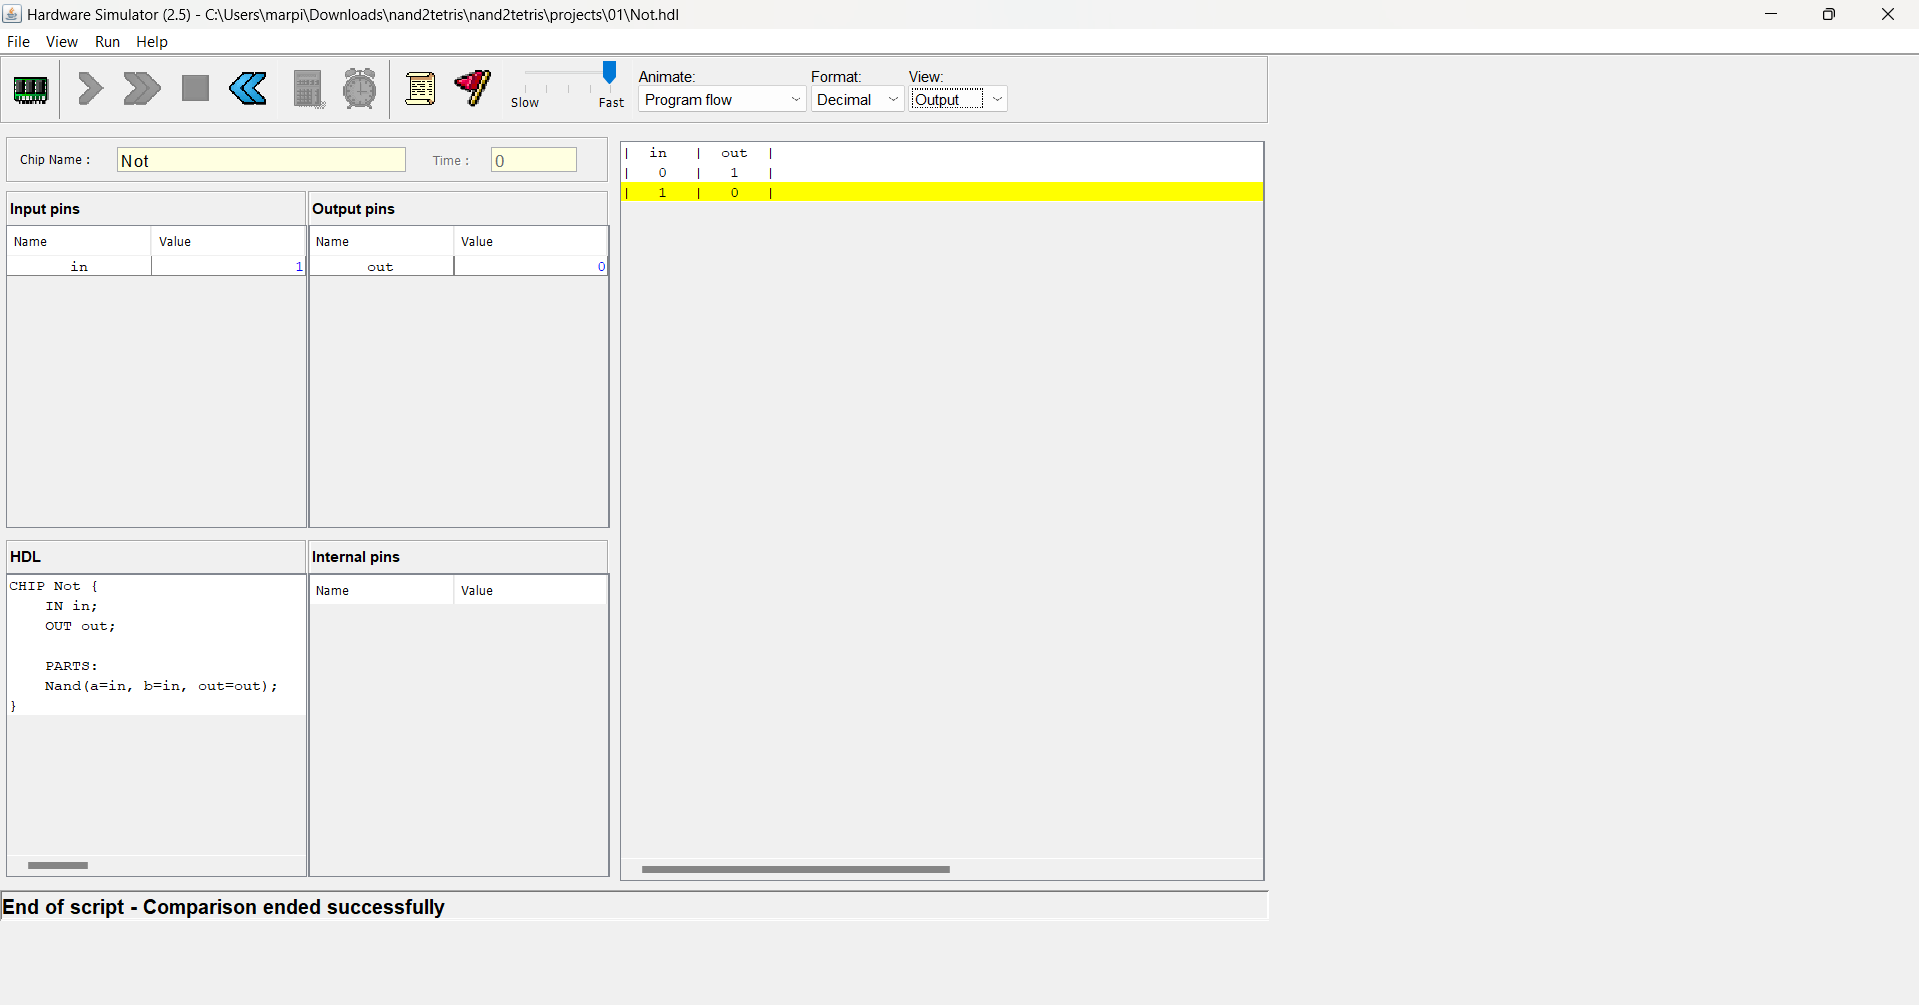 Hardware Simulator (2.5) - C:\Users\marpi\Downloads\nand2tetris\nand2tetris\projects\01\Not.hdl
File View Run Help
Slow Fast
Animate: Format: View:
Program flow Decimal Output
Chip Name : Not Time : 0
Input pins
Name Value
in 1
Output pins
Name Value
out 0
HDL
CHIP Not {
    IN in;
    OUT out;
    PARTS:
    Nand(a=in, b=in, out=out);
}
Internal pins
Name Value
| in | out |
| 0 | 1 |
| 1 | 0 |
End of script - Comparison ended successfully